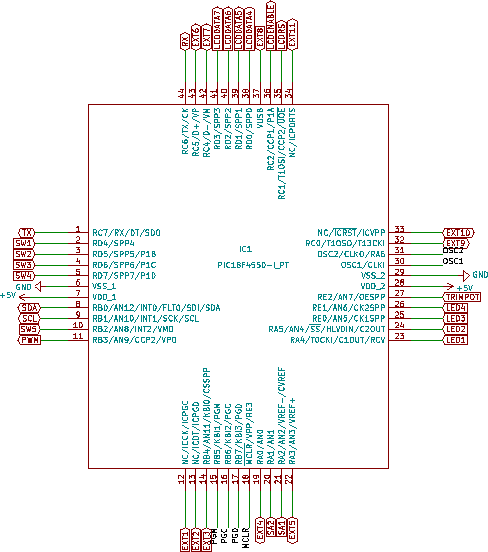 RX EXT6 EXT7 LCDDATA7 LCDDATA6 LCDDATA5 LCDDATA4 EXT8 LCDENABLE LCDRS EXT11
44 43 42 41 40 39 38 37 36 35 34
RC6/TX/CK
RC5/D+/VP
RC4/D-/VM
RD3/SPP3
RD2/SPP2
RD1/SPP1
RD0/SPP0
VUSB
RC2/CCP1/P1A
RC1/T1OSI/CCP2/UOE
NC/ICPORTS
IC1
PIC18F4550-I_PT
TX 1 RC7/RX/DT/SDO
SW1 2 RD4/SPP4
SW2 3 RD5/SPP5/P1B
SW3 4 RD6/SPP6/P1C
SW4 5 RD7/SPP7/P1D
GND 6 VSS_1
+5V 7 VDD_1
SDA 8 RB0/AN12/INT0/FLT0/SDI/SDA
SCL 9 RB1/AN10/INT1/SCK/SCL
SW5 10 RB2/AN8/INT2/VMO
PWM 11 RB3/AN9/CCP2/VPO
NC/ICRST/ICVPP 33 EXT10
RC0/T1OSO/T13CKI 32 EXT9
OSC2/CLKO/RA6 31 OSC2
OSC1/CLKI 30 OSC1
VSS_2 29 GND
VDD_2 28 +5V
RE2/AN7/OESPP 27 TRIMPOT
RE1/AN6/CK2SPP 26 LED4
RE0/AN5/CK1SPP 25 LED3
RA5/AN4/SS/HLVDIN/C2OUT 24 LED2
RA4/T0CKI/C1OUT/RCV 23 LED1
NC/ICCK/ICPGC
NC/ICDT/ICPGD
RB4/AN11/KBI0/CSSPP
RB5/KBI1/PGM
RB6/KBI2/PGC
RB7/KBI3/PGD
MCLR/VPP/RE3
RA0/AN0
RA1/AN1
RA2/AN2/VREF-/CVREF
RA3/AN3/VREF+
12 13 14 15 16 17 18 19 20 21 22
EXT1 EXT2 EXT3 PGM PGC PGD MCLR EXT4 SA2 SA1 EXT5